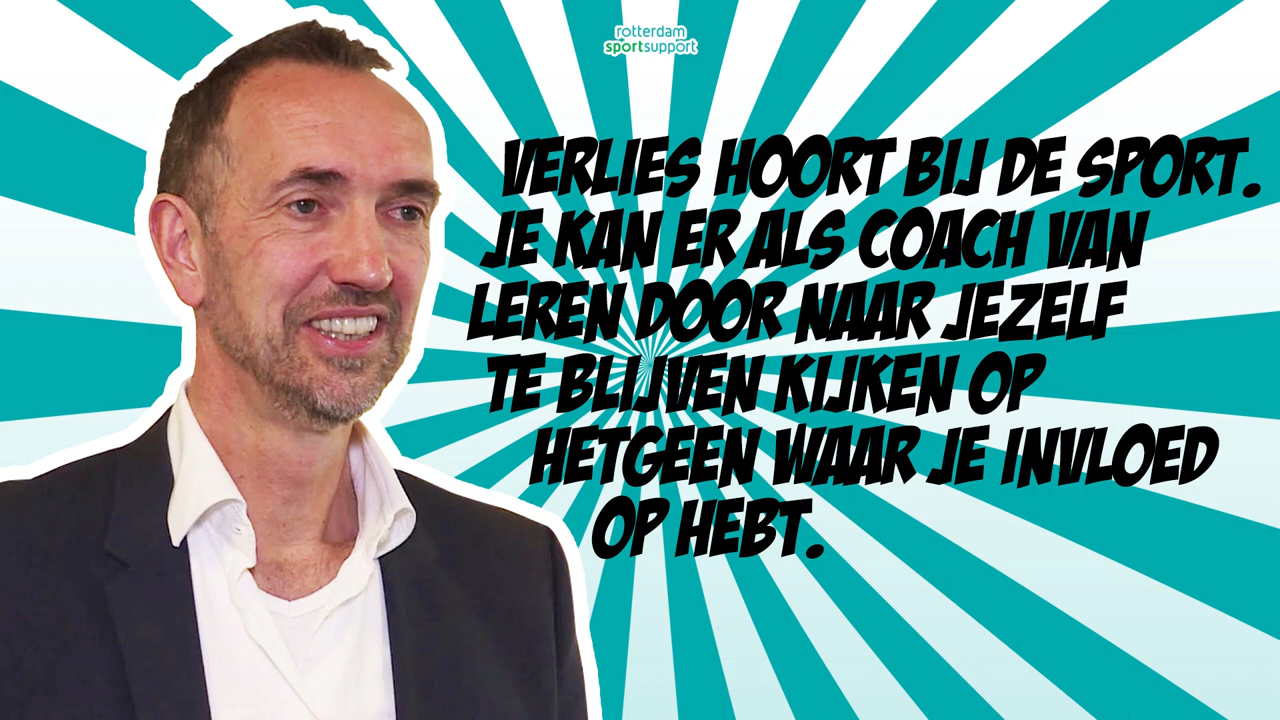 rotterdam
sportsupport
VERLIES HOORT BIJ DE SPORT.
JE KAN ER ALS COACH VAN
LEREN DOOR NAAR JEZELF
TE BLIJVEN KIJKEN OP
HETGEEN WAAR JE INVLOED
OP HEBT.